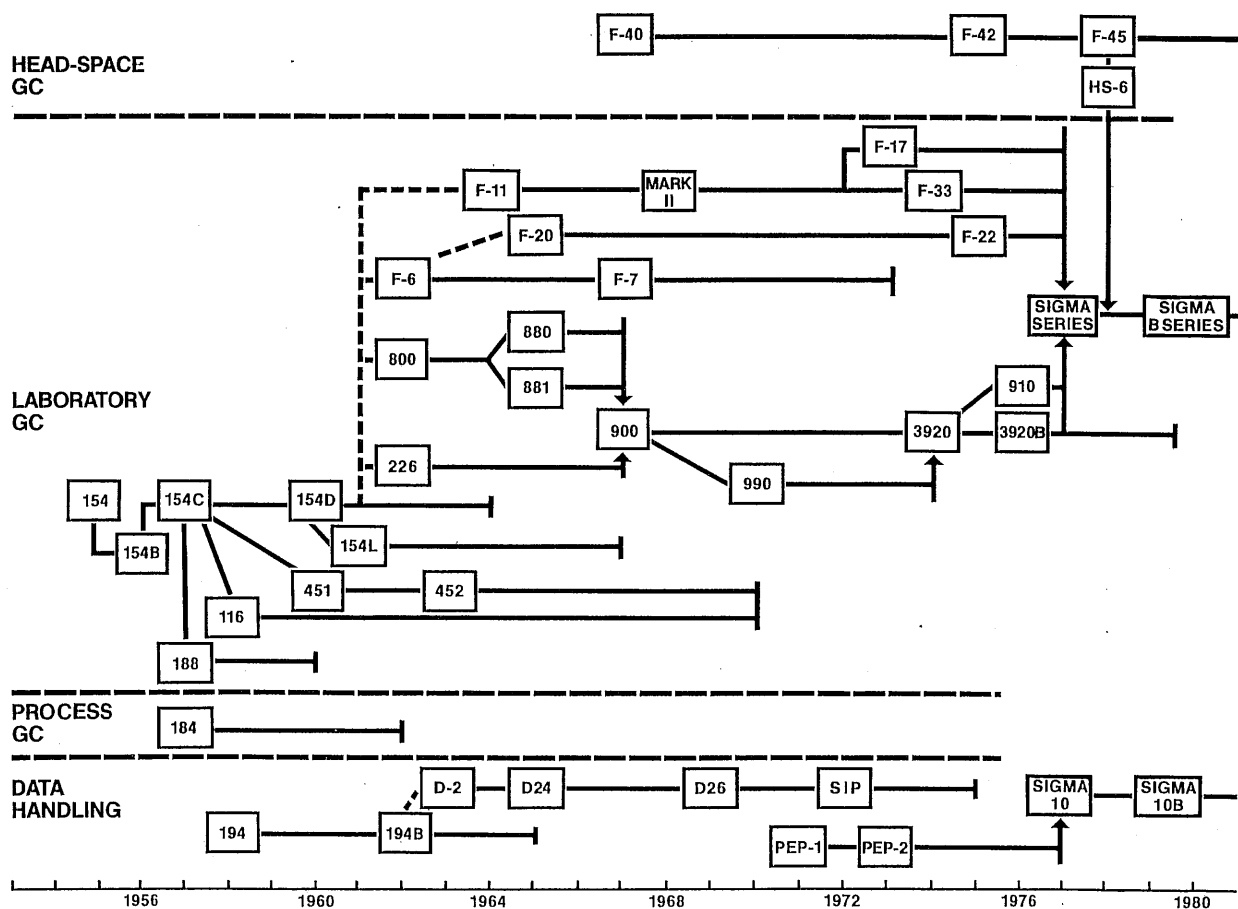 F-40
F-42
F-45
HEAD-SPACE
GC
HS-6
F-17
F-11
MARK
II
F-33
F-20
F-22
F-6
F-7
SIGMA
SERIES
SIGMA
B SERIES
880
800
881
910
LABORATORY
GC
900
3920
3920B
226
990
154
154C
154D
154B
154L
451
452
116
188
PROCESS
GC
184
DATA
HANDLING
D-2
D24
D26
SIP
SIGMA
10
SIGMA
10B
194
194B
PEP-1
PEP-2
1956
1960
1964
1968
1972
1976
1980